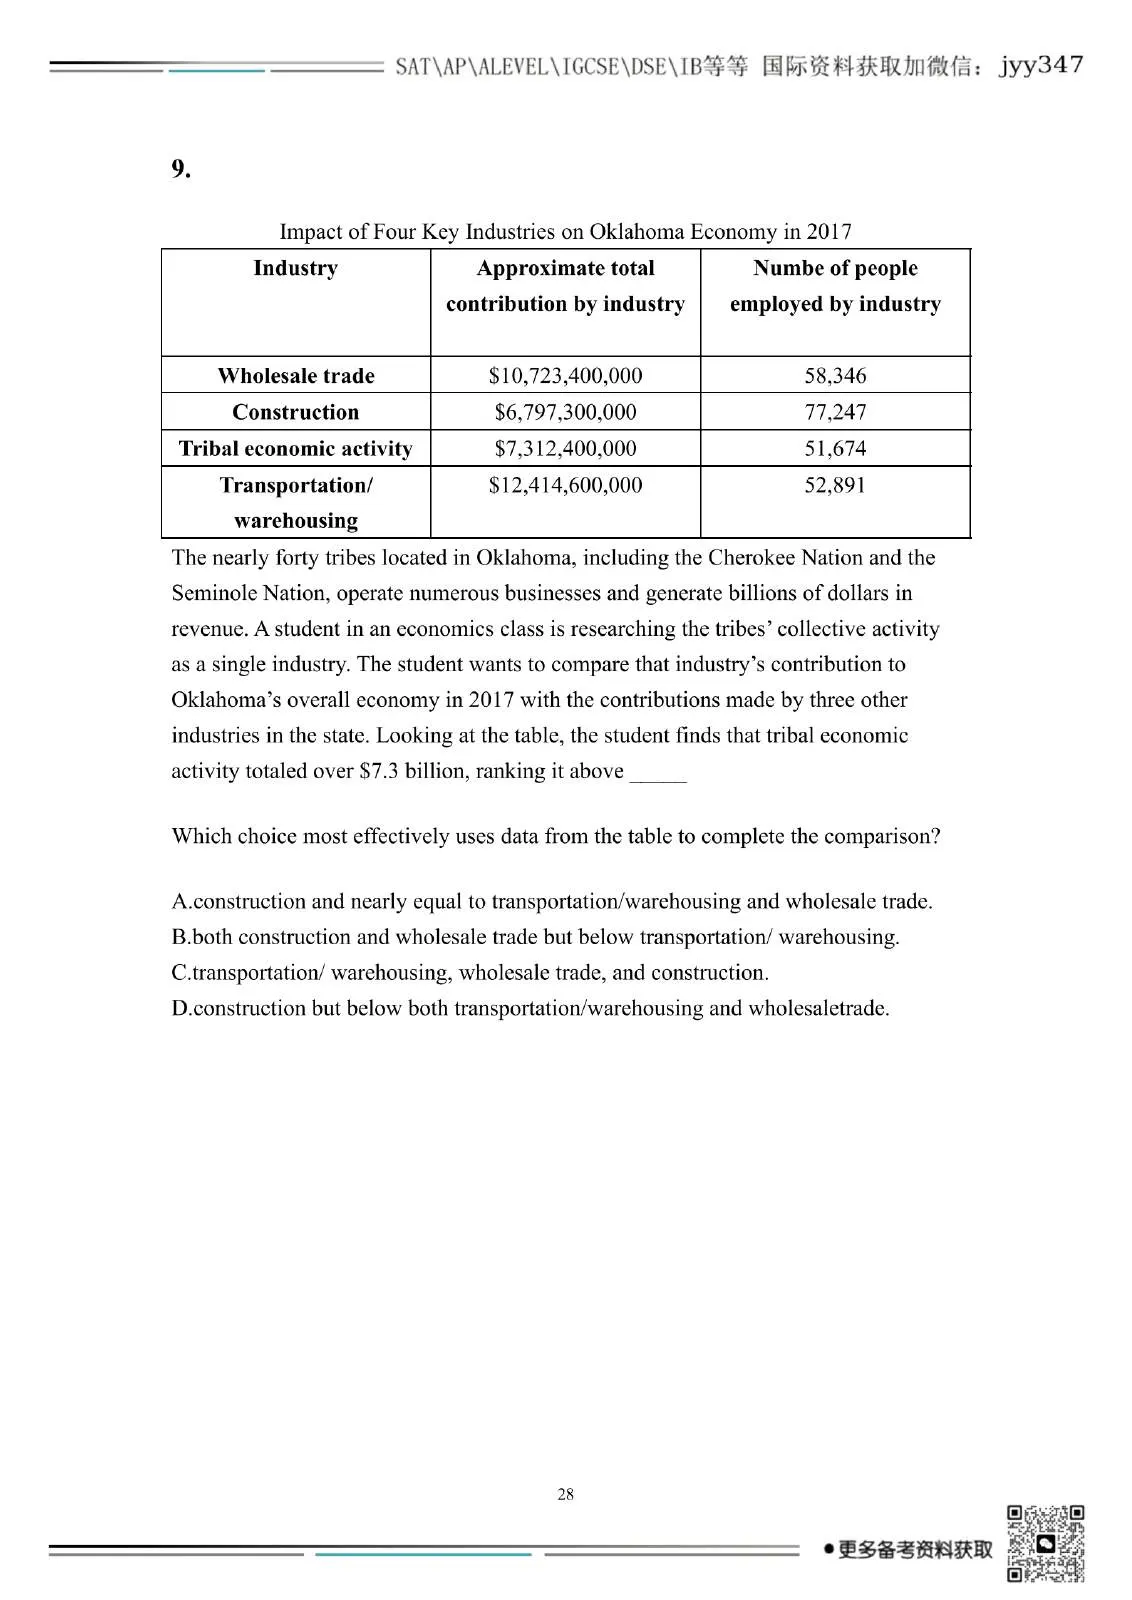 SAT\AP\ALEVEL\IGCSE\DSE\IB等等 国际资料获取加微信： jyy347
9.
Impact of Four Key Industries on Oklahoma Economy in 2017
Industry Approximate total Numbe of people
contribution by industry employed by industry
Wholesale trade $10,723,400,000 58,346
Construction $6,797,300,000 77,247
Tribal economic activity $7,312,400,000 51,674
Transportation/ $12,414,600,000 52,891
warehousing
The nearly forty tribes located in Oklahoma, including the Cherokee Nation and the
Seminole Nation, operate numerous businesses and generate billions of dollars in
revenue. A student in an economics class is researching the tribes’ collective activity
as a single industry. The student wants to compare that industry’s contribution to
Oklahoma’s overall economy in 2017 with the contributions made by three other
industries in the state. Looking at the table, the student finds that tribal economic
activity totaled over $7.3 billion, ranking it above _____
Which choice most effectively uses data from the table to complete the comparison?
A.construction and nearly equal to transportation/warehousing and wholesale trade.
B.both construction and wholesale trade but below transportation/ warehousing.
C.transportation/ warehousing, wholesale trade, and construction.
D.construction but below both transportation/warehousing and wholesaletrade.
28
●更多备考资料获取